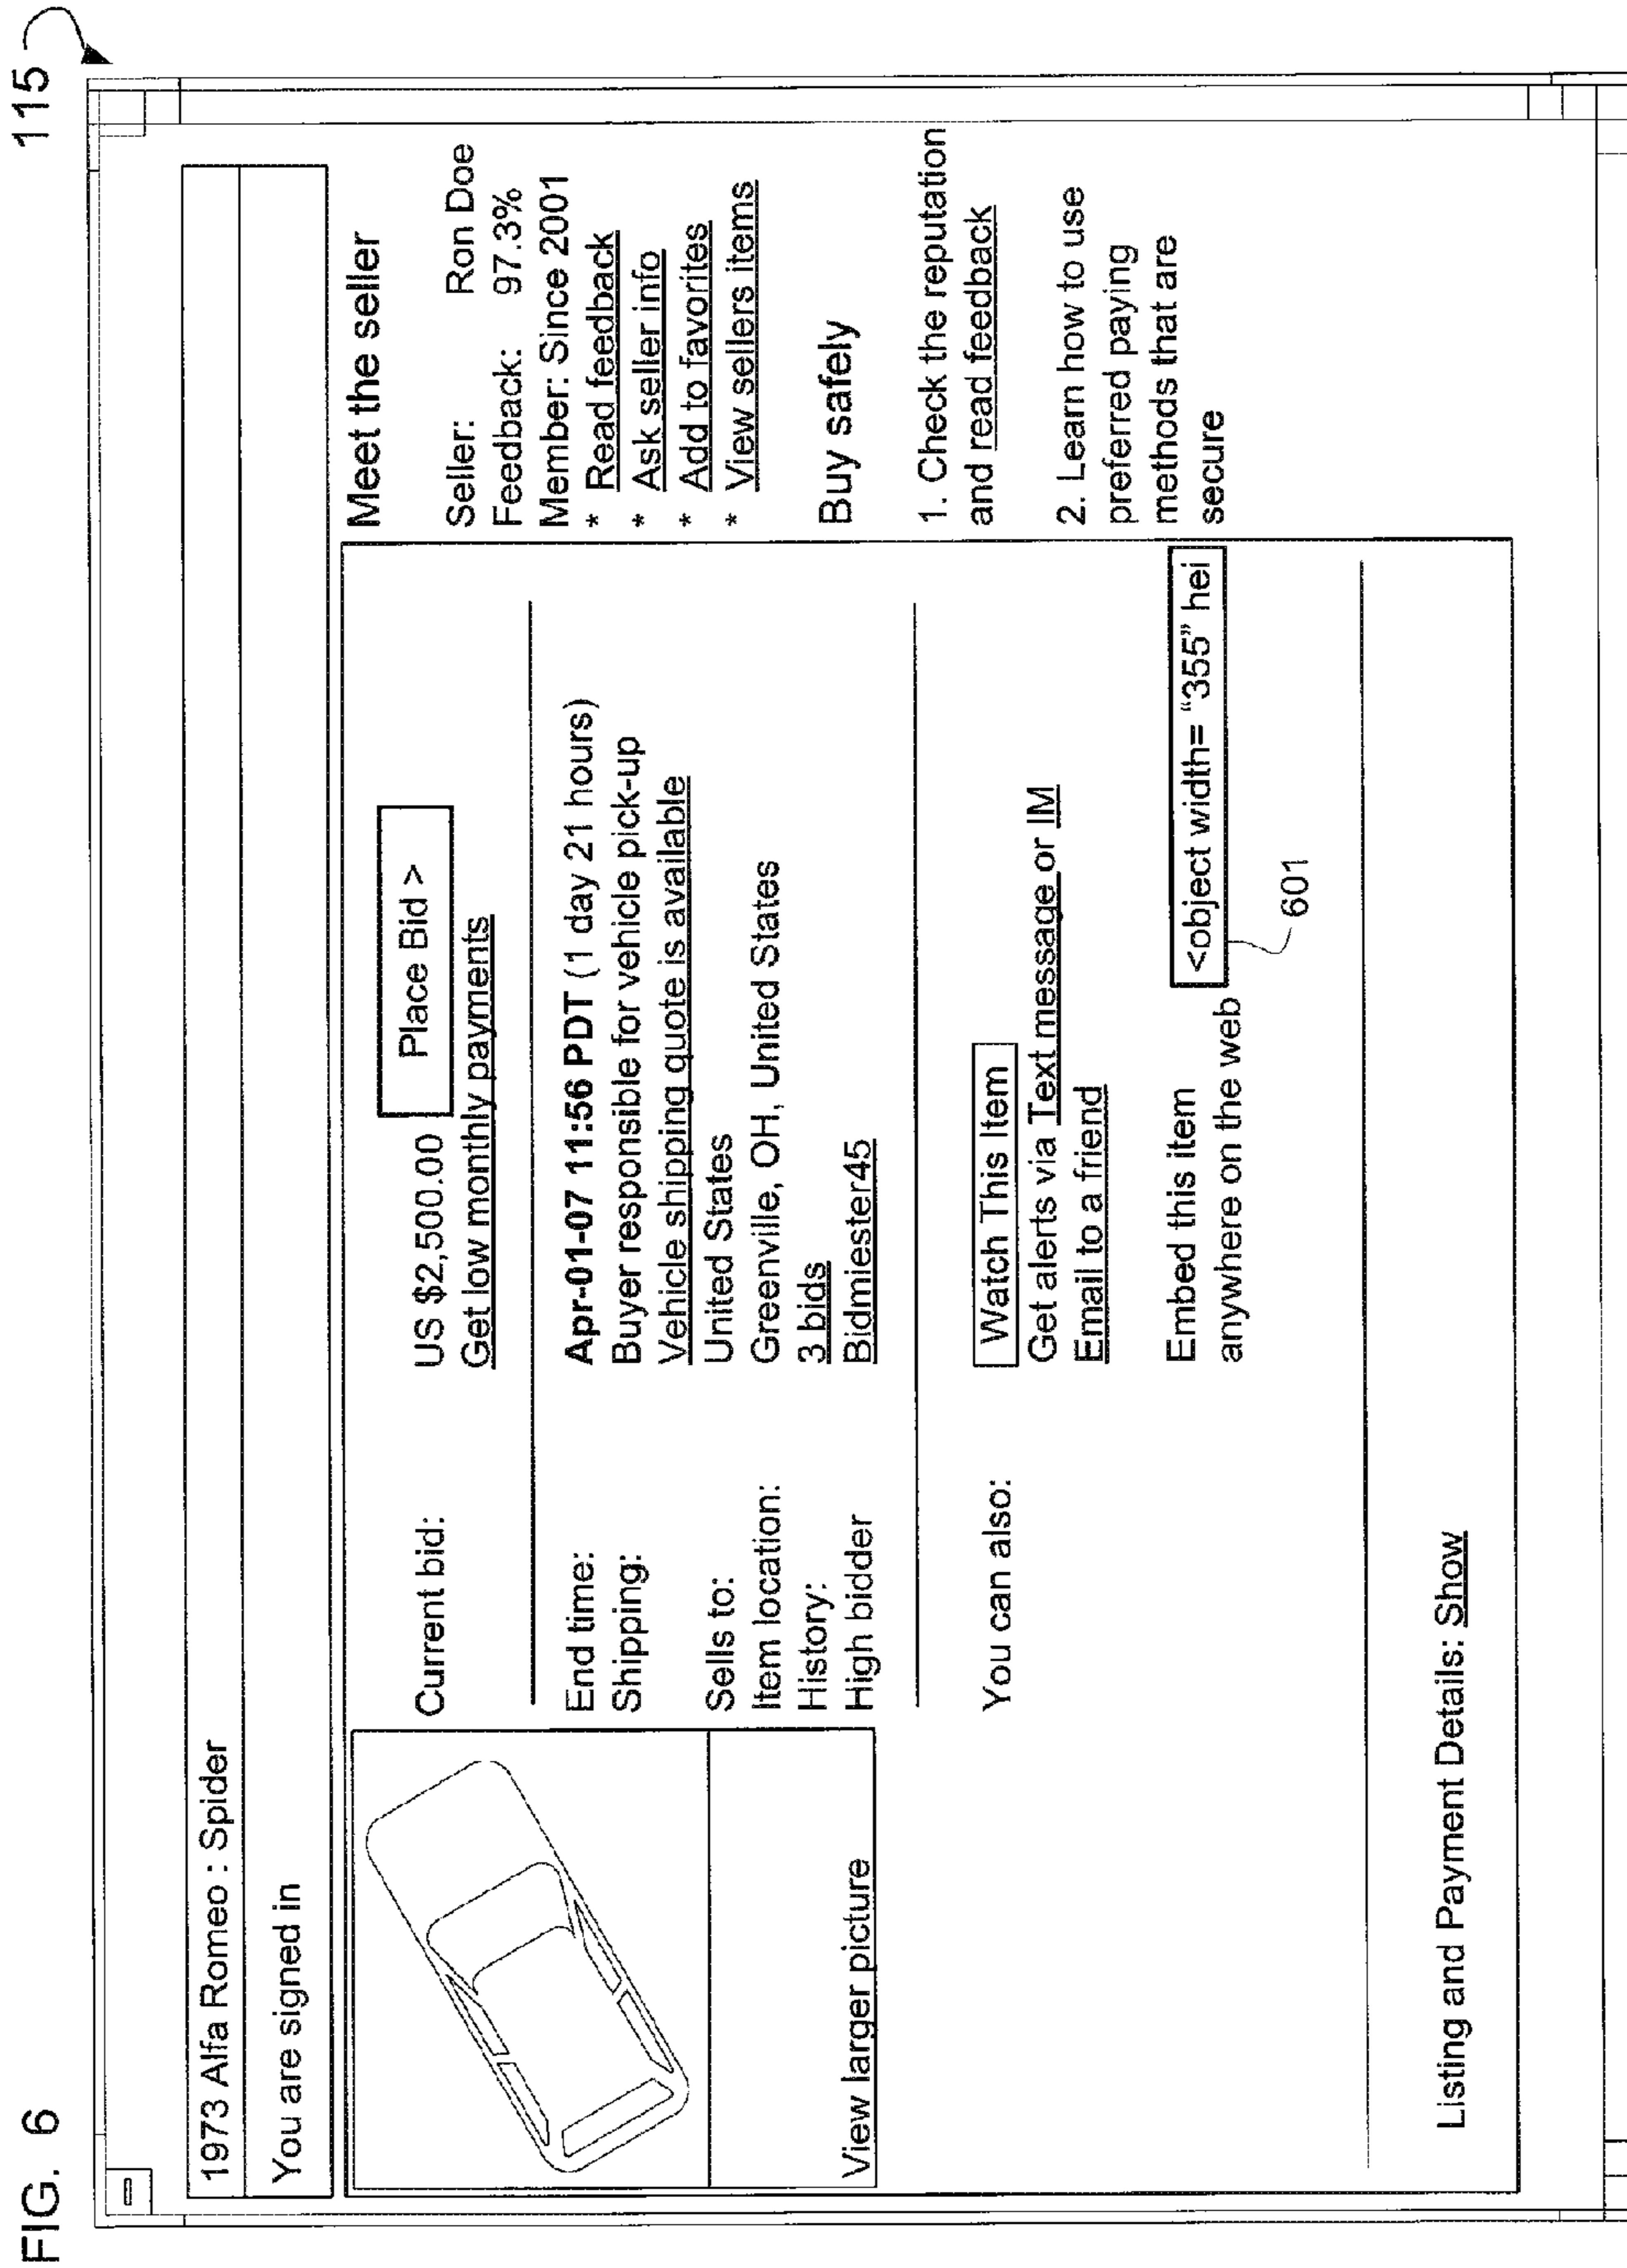 FIG. 6
115
1973 Alfa Romeo : Spider
You are signed in
View larger picture
Current bid:
US $2,500.00
Place Bid >
Get low monthly payments
End time:
Apr-01-07 11:56 PDT (1 day 21 hours)
Shipping:
Buyer responsible for vehicle pick-up
Vehicle shipping quote is available
Sells to:
United States
Item location:
Greenville, OH, United States
History:
3 bids
High bidder
Bidmiester45
You can also:
Watch This Item
Get alerts via Text message or IM
Email to a friend
Embed this item
anywhere on the web
<object width= “355” hei
601
Listing and Payment Details: Show
Meet the seller
Seller: Ron Doe
Feedback: 97.3%
Member: Since 2001
* Read feedback
* Ask seller info
* Add to favorites
* View sellers items
Buy safely
1. Check the reputation
and read feedback
2. Learn how to use
preferred paying
methods that are
secure